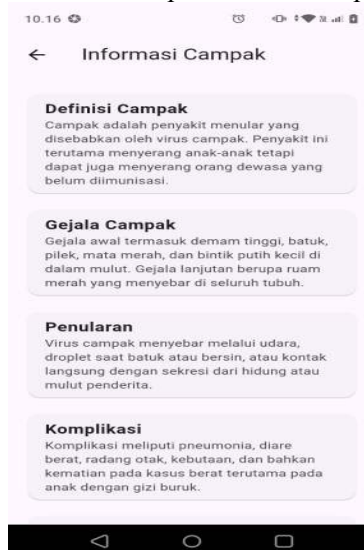 10.16
Informasi Campak
Definisi Campak
Campak adalah penyakit menular yang
disebabkan oleh virus campak. Penyakit ini
terutama menyerang anak-anak tetapi
dapat juga menyerang orang dewasa yang
belum diimunisasi.
Gejala Campak
Gejala awal termasuk demam tinggi, batuk,
pilek, mata merah, dan bintik putih kecil di
dalam mulut. Gejala lanjutan berupa ruam
merah yang menyebar di seluruh tubuh.
Penularan
Virus campak menyebar melalui udara,
droplet saat batuk atau bersin, atau kontak
langsung dengan sekresi dari hidung atau
mulut penderita.
Komplikasi
Komplikasi meliputi pneumonia, diare
berat, radang otak, kebutaan, dan bahkan
kematian pada kasus berat terutama pada
anak dengan gizi buruk.